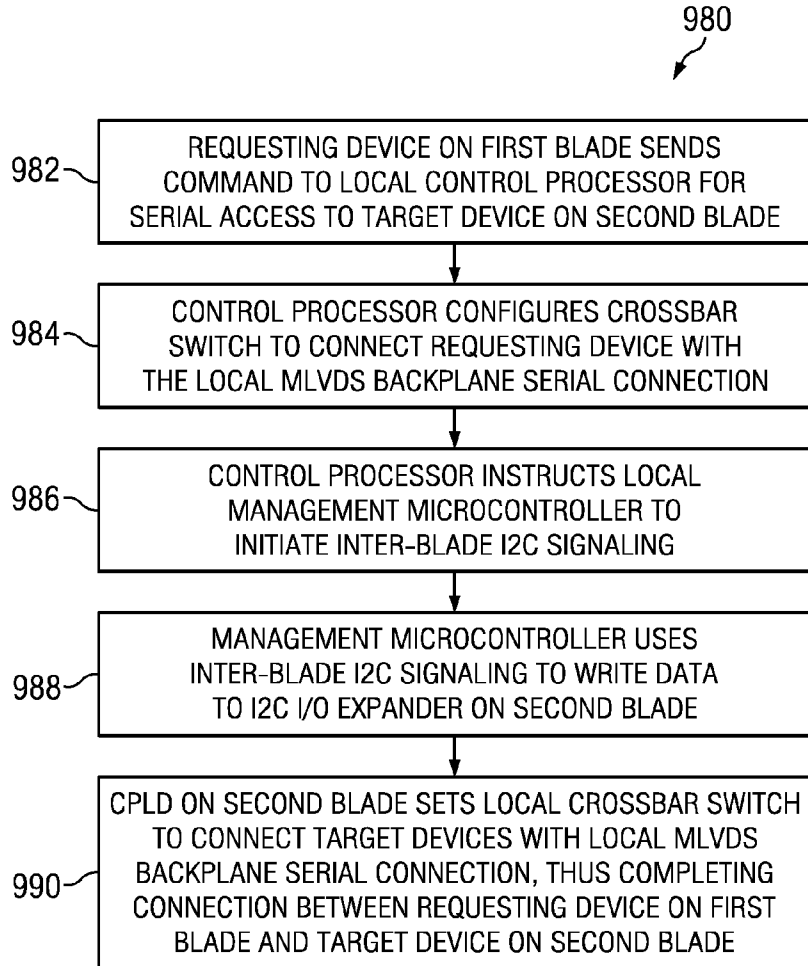 980
982
REQUESTING DEVICE ON FIRST BLADE SENDS
COMMAND TO LOCAL CONTROL PROCESSOR FOR
SERIAL ACCESS TO TARGET DEVICE ON SECOND BLADE
984
CONTROL PROCESSOR CONFIGURES CROSSBAR
SWITCH TO CONNECT REQUESTING DEVICE WITH
THE LOCAL MLVDS BACKPLANE SERIAL CONNECTION
986
CONTROL PROCESSOR INSTRUCTS LOCAL
MANAGEMENT MICROCONTROLLER TO
INITIATE INTER-BLADE I2C SIGNALING
988
MANAGEMENT MICROCONTROLLER USES
INTER-BLADE I2C SIGNALING TO WRITE DATA
TO I2C I/O EXPANDER ON SECOND BLADE
990
CPLD ON SECOND BLADE SETS LOCAL CROSSBAR SWITCH
TO CONNECT TARGET DEVICES WITH LOCAL MLVDS
BACKPLANE SERIAL CONNECTION, THUS COMPLETING
CONNECTION BETWEEN REQUESTING DEVICE ON FIRST
BLADE AND TARGET DEVICE ON SECOND BLADE